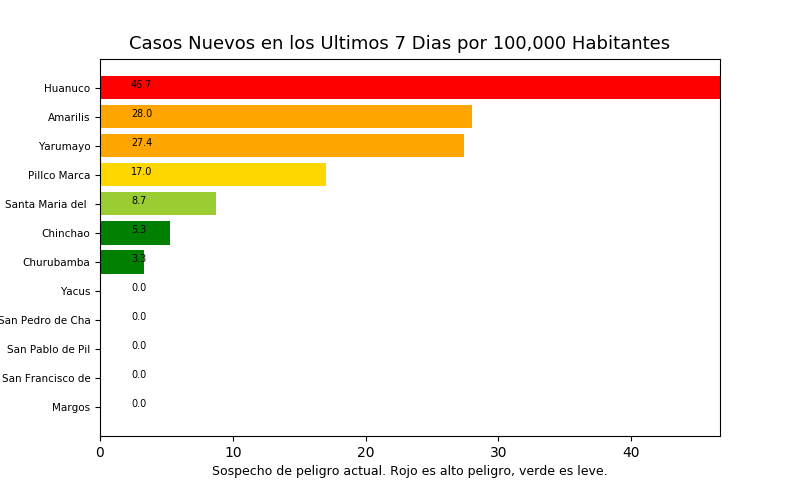 Casos Nuevos en los Ultimos 7 Dias por 100,000 Habitantes
Huanuco 46.7
Amarilis 28.0
Yarumayo 27.4
Pillco Marca 17.0
Santa Maria del 8.7
Chinchao 5.3
Churubamba 3.3
Yacus 0.0
San Pedro de Cha 0.0
San Pablo de Pil 0.0
San Francisco de 0.0
Margos 0.0
0 10 20 30 40
Sospecho de peligro actual. Rojo es alto peligro, verde es leve.